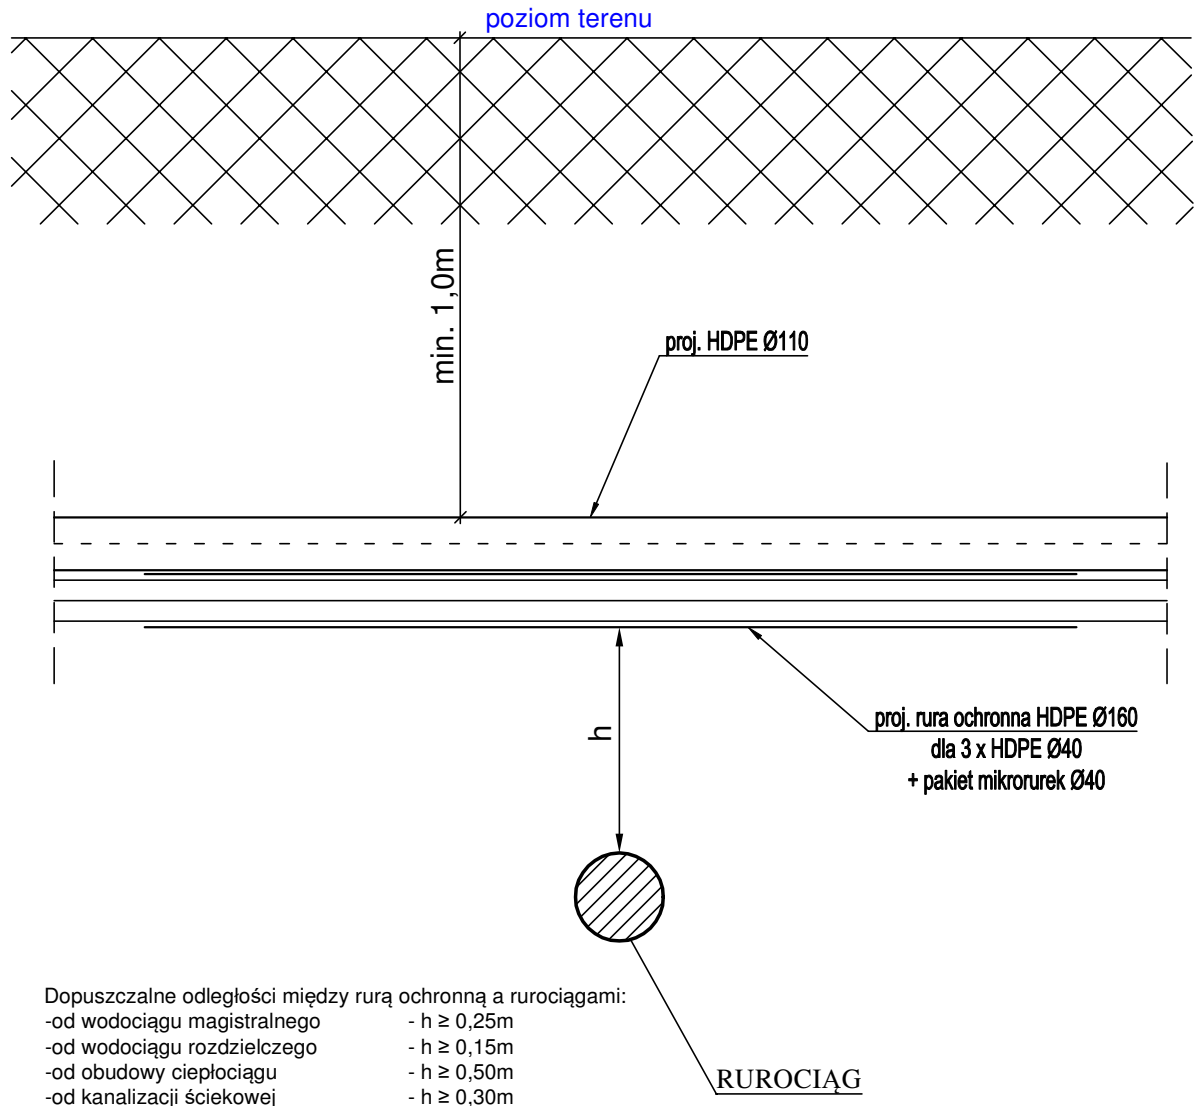 poziom terenu
min. 1,0m
proj. HDPE Ø110
proj. rura ochronna HDPE Ø160
dla 3 x HDPE Ø40
+ pakiet mikrorurek Ø40
h
Dopuszczalne odległości między rurą ochronną a rurociągami:
-od wodociągu magistralnego - h ≥ 0,25m
-od wodociągu rozdzielczego - h ≥ 0,15m
-od obudowy ciepłociągu - h ≥ 0,50m
-od kanalizacji ściekowej - h ≥ 0,30m
RUROCIĄG